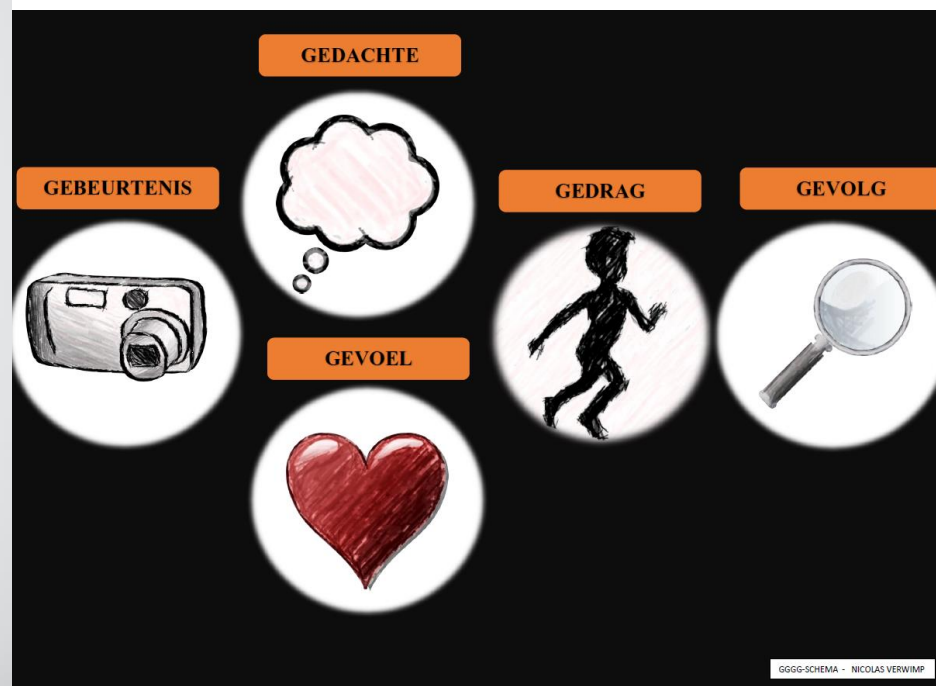 GEDACHTE
GEBEURTENIS
GEDRAG
GEVOLG
GEVOEL
GGGG-SCHEMA - NICOLAS VERWIMP